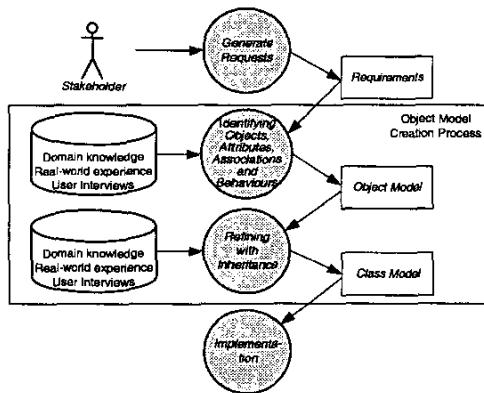 Generate
Requests
Stakeholder
Requirements
Object Model
Creation Process
Identifying
Objects,
Attributes,
Associations
and
Behaviours
Domain knowledge
Real-world experience
User Interviews
Object Model
Refining
with
Inheritance
Domain knowledge
Real-world experience
User Interviews
Class Model
Implementa-
tion